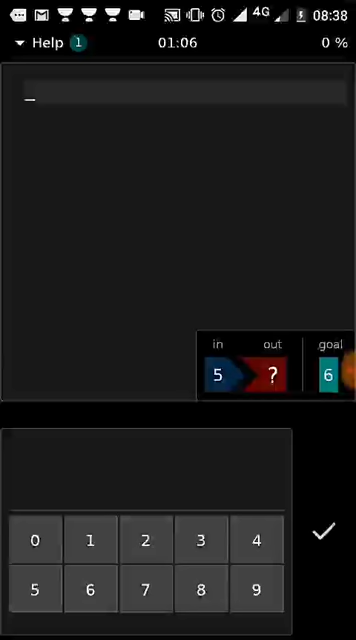 4G 08:38
Help 1 01:06 0 %
_
in out goal
5 ? 6
0 1 2 3 4
5 6 7 8 9